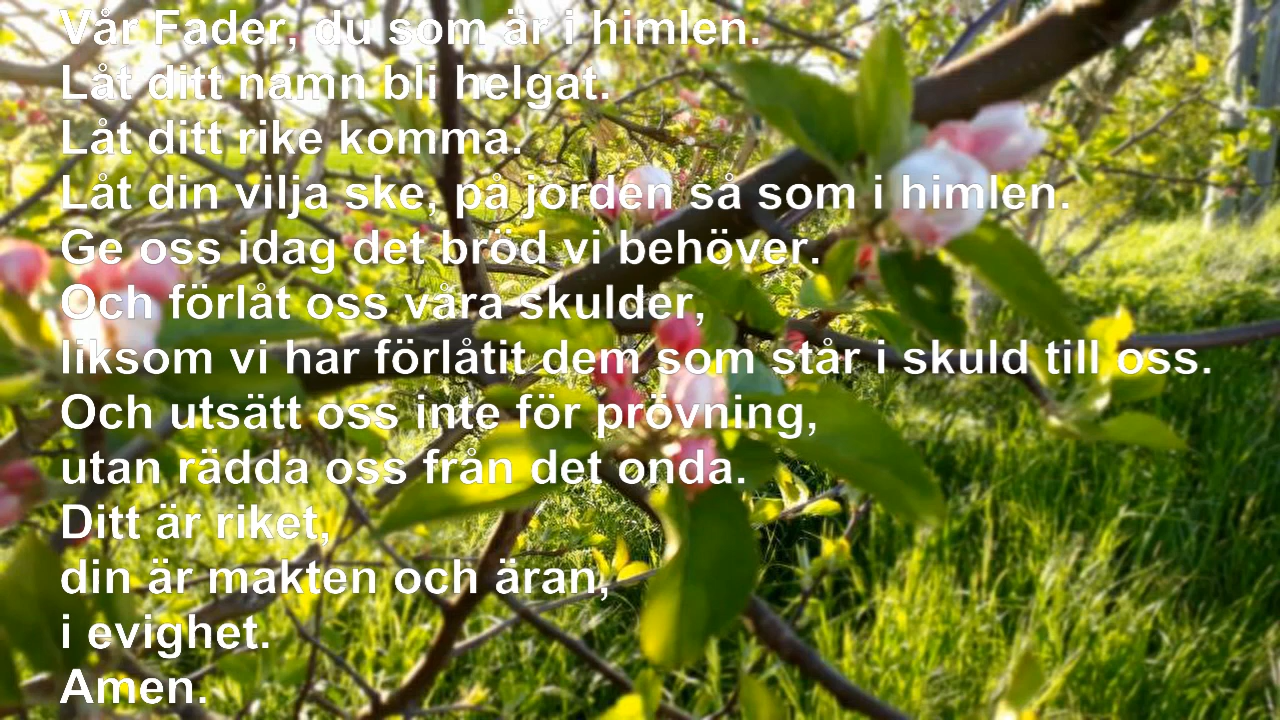 Vår Fader, du som är i himlen.
Låt ditt namn bli helgat.
Låt ditt rike komma.
Låt din vilja ske, på jorden så som i himlen.
Ge oss idag det bröd vi behöver.
Och förlåt oss våra skulder,
liksom vi har förlåtit dem som står i skuld till oss.
Och utsätt oss inte för prövning,
utan rädda oss från det onda.
Ditt är riket,
din är makten och äran,
i evighet.
Amen.